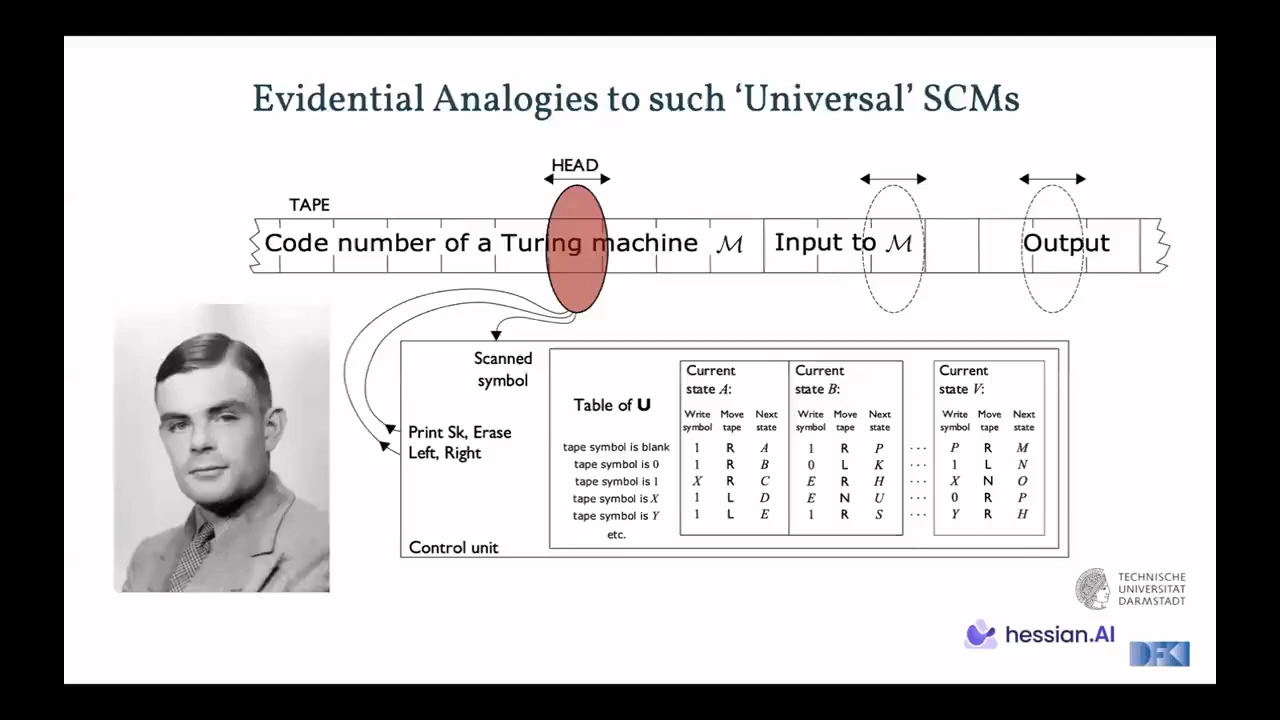 Evidential Analogies to such ‘Universal’ SCMs
HEAD
TAPE
Code number of a Turing machine ℳ
Input to ℳ
Output
Scanned
symbol
Print Sk, Erase
Left, Right
Control unit
Table of U
Current
state A:
Current
state B:
Current
state V:
Write symbol Move tape Next state Write symbol Move tape Next state Write symbol Move tape Next state
tape symbol is blank 1 R A 1 R P ··· P R M
tape symbol is 0 1 R B 0 L K ··· 1 L N
tape symbol is 1 X R C E R H ··· X N O
tape symbol is X 1 L D E N U ··· 0 R P
tape symbol is Y 1 L E 1 R S ··· Y R H
etc.
TECHNISCHE
UNIVERSITÄT
DARMSTADT
hessian.AI
DFKI